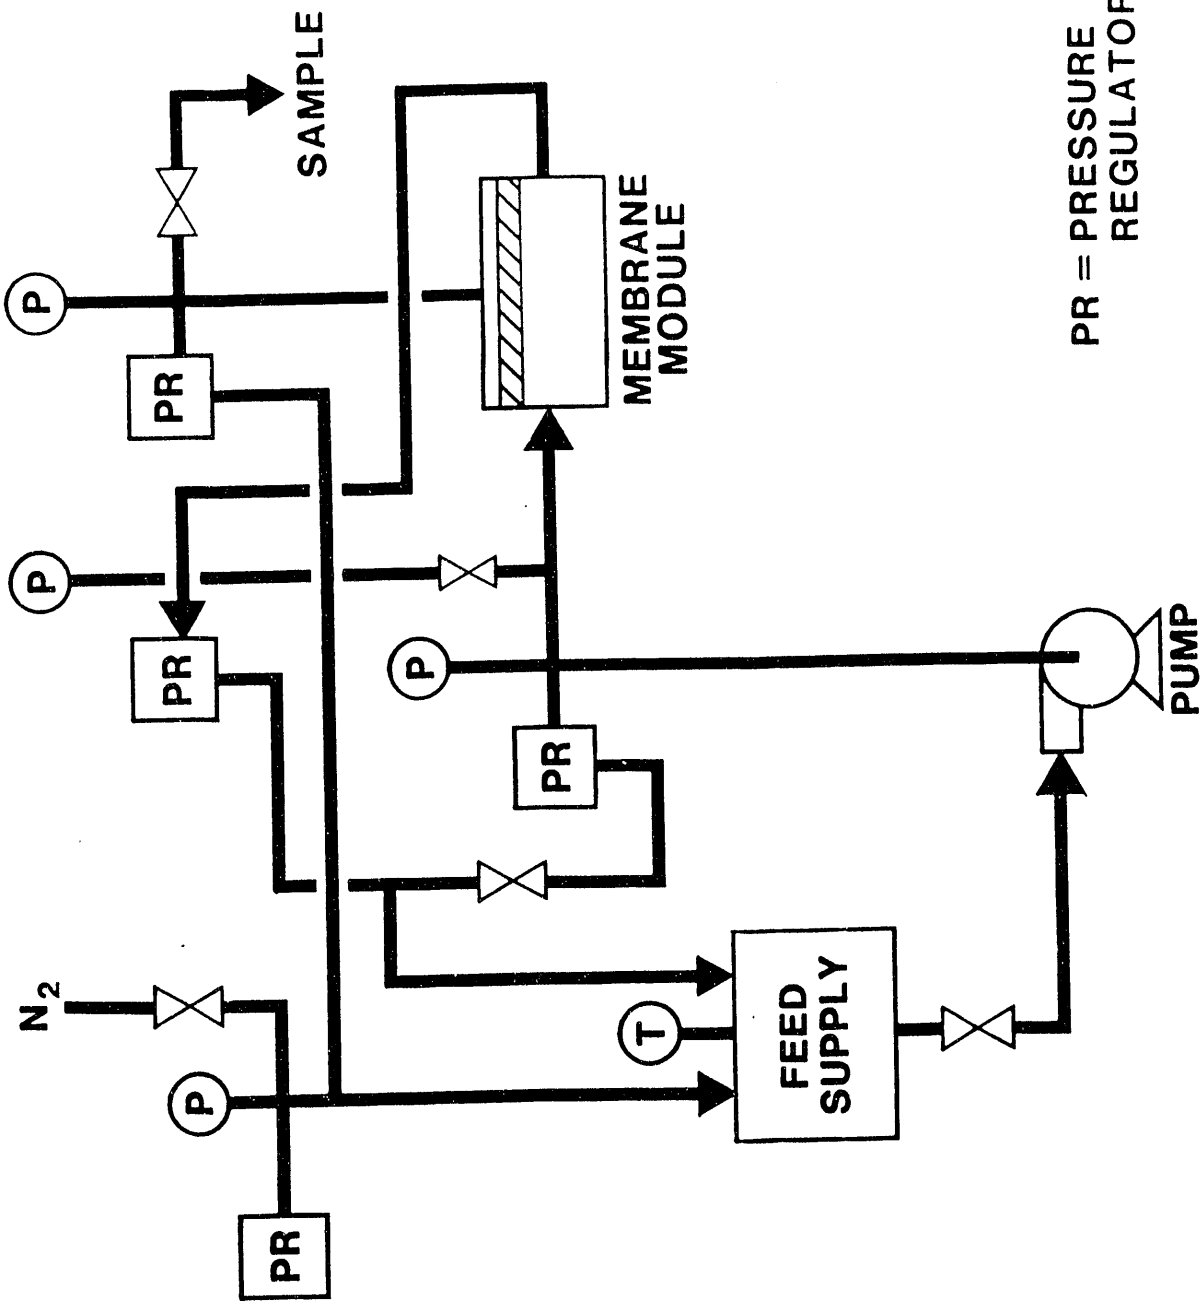 N₂
P
P
PR
PR
P
PR
SAMPLE
P
PR
MEMBRANE
MODULE
T
FEED
SUPPLY
PR = PRESSURE
REGULATOR
PUMP